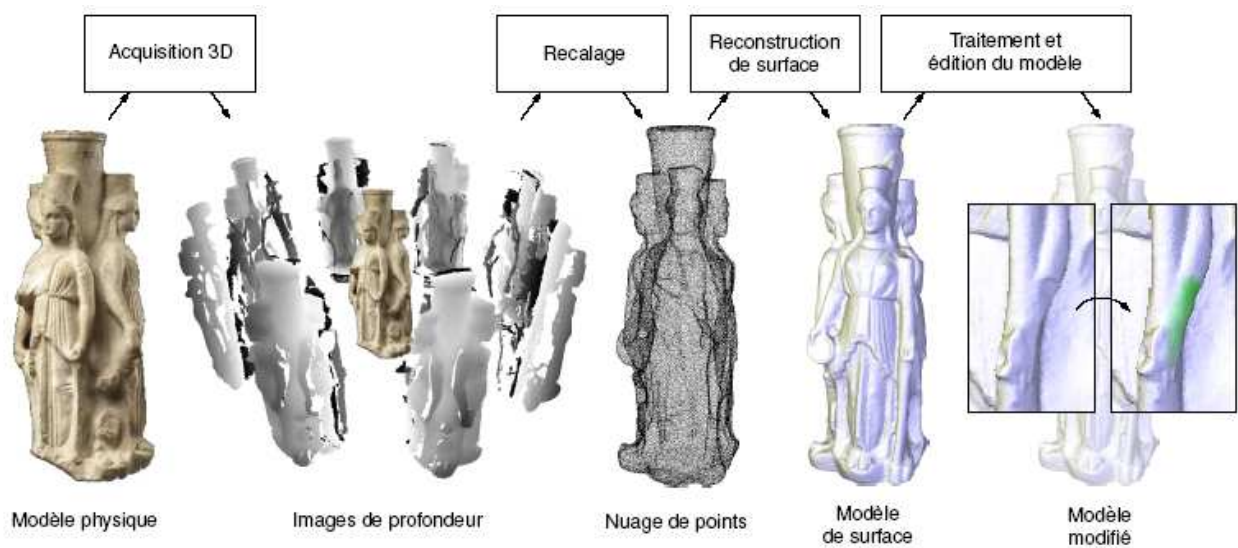 Acquisition 3D
Recalage
Reconstruction
de surface
Traitement et
édition du modèle
Modèle physique
Images de profondeur
Nuage de points
Modèle
de surface
Modèle
modifié